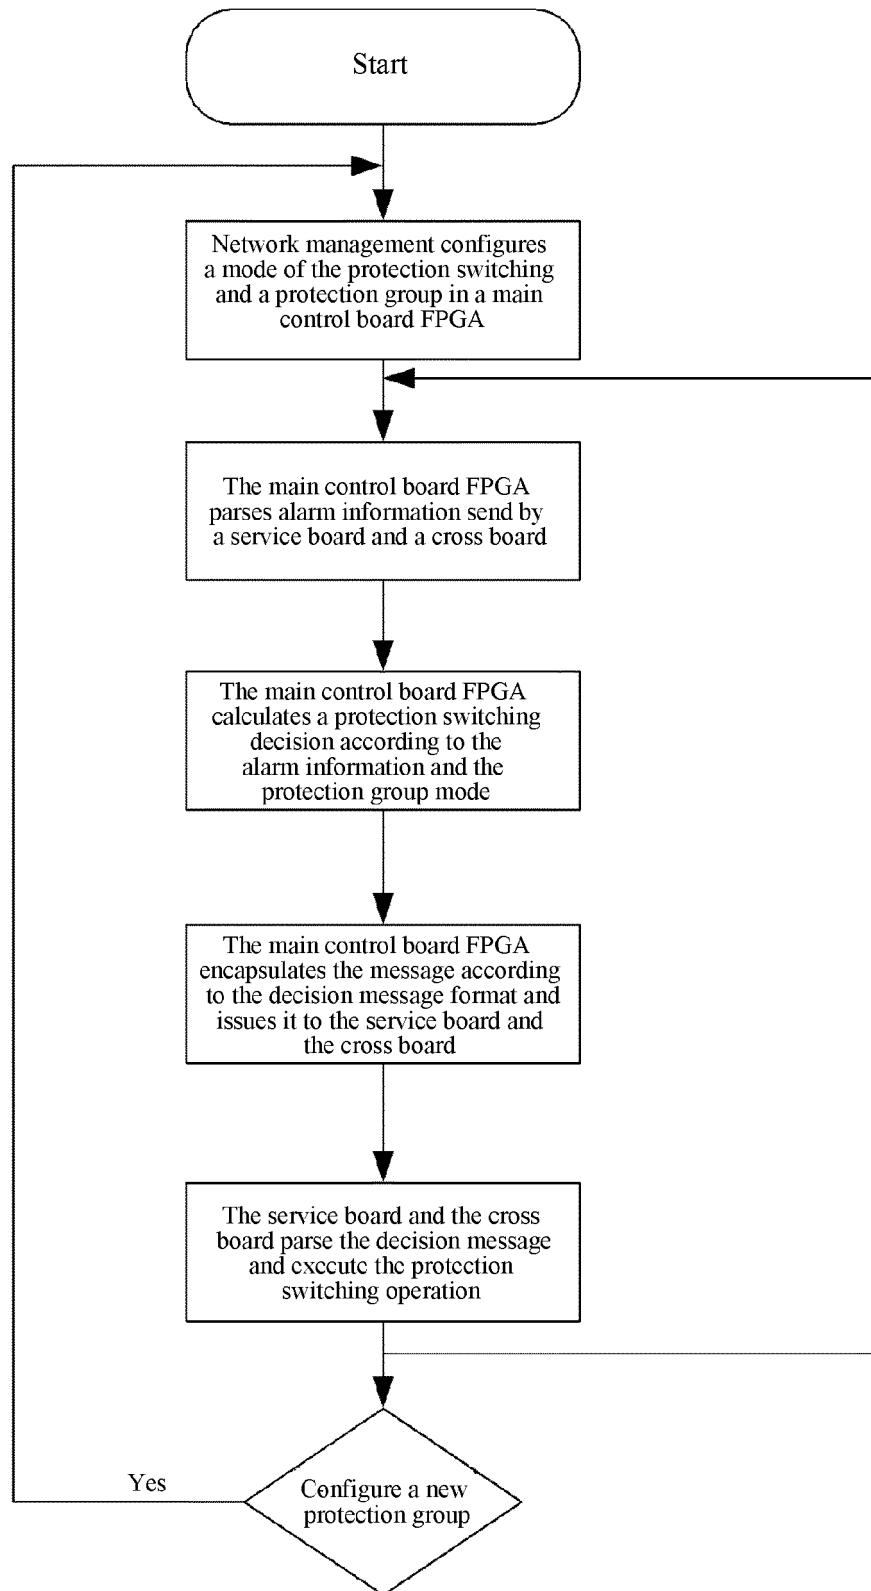 Start
Network management configures
a mode of the protection switching
and a protection group in a main
control board FPGA
The main control board FPGA
parses alarm information send by
a service board and a cross board
The main control board FPGA
calculates a protection switching
decision according to the
alarm information and the
protection group mode
The main control board FPGA
encapsulates the message according
to the decision message format and
issues it to the service board and
the cross board
The service board and the cross
board parse the decision message
and execute the protection
switching operation
Yes
Configure a new
protection group